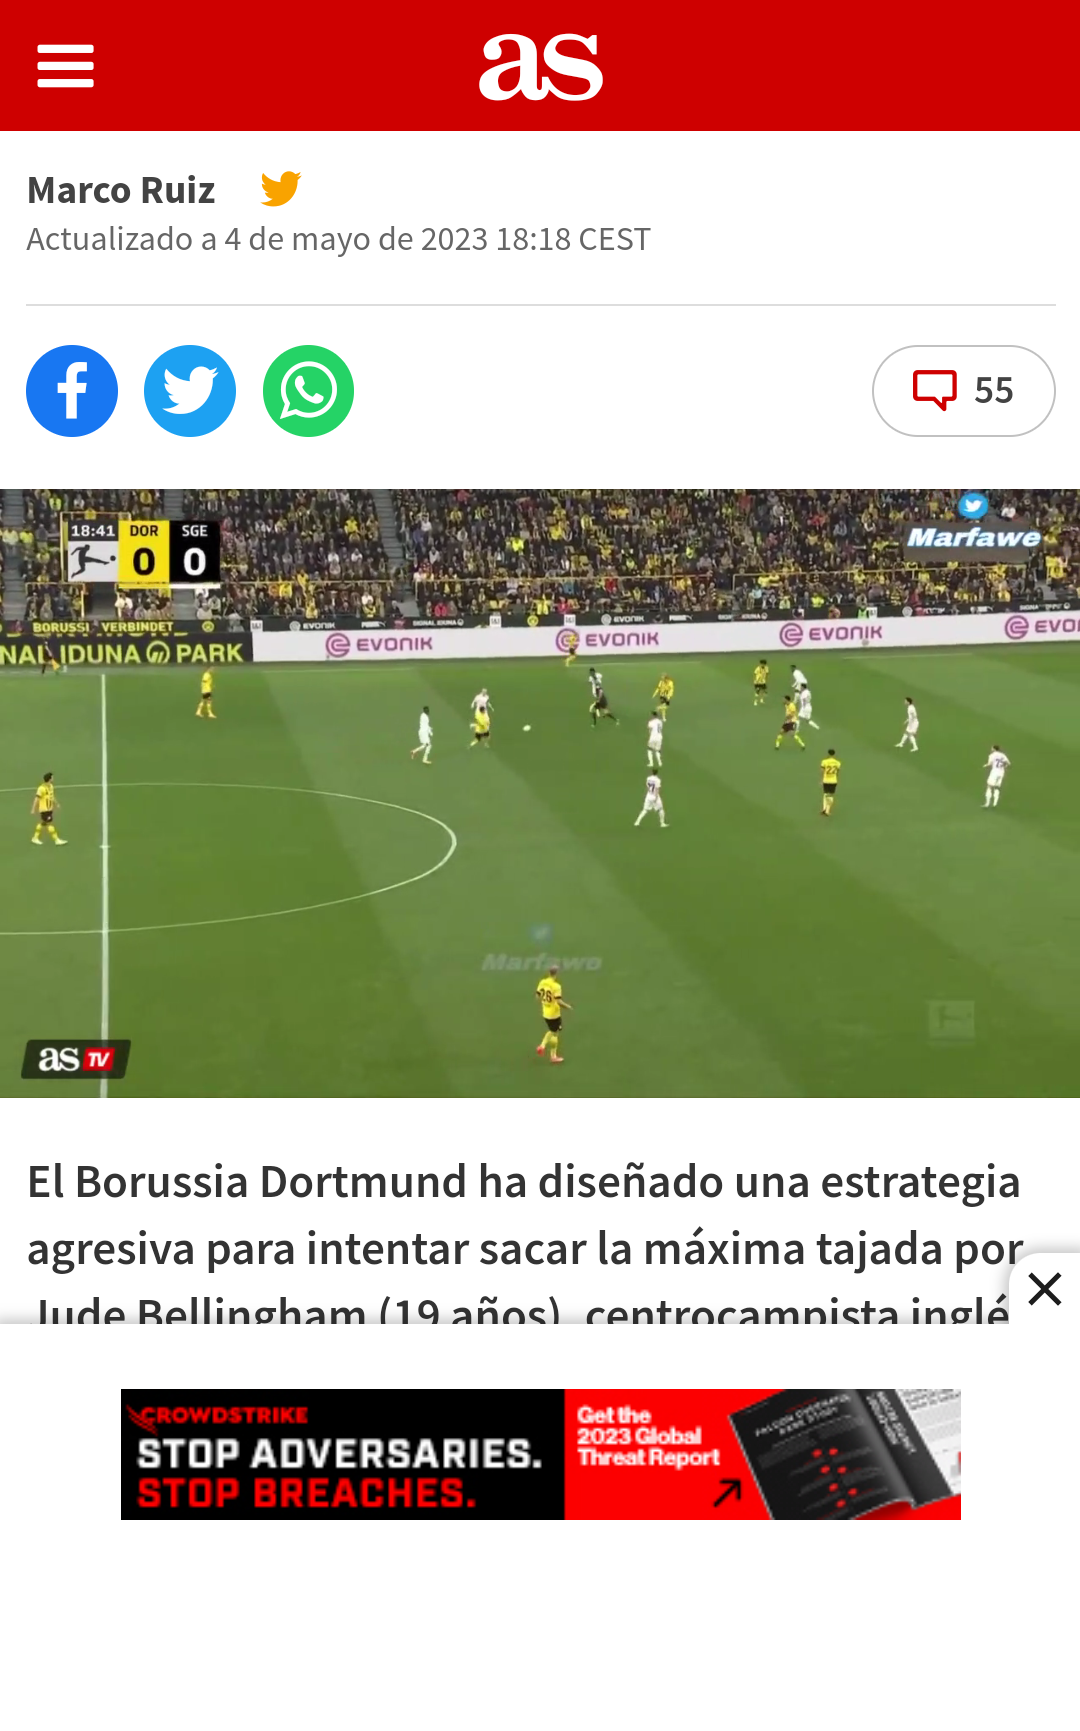 as
Marco Ruiz
Actualizado a 4 de mayo de 2023 18:18 CEST
55
18:41 DOR SGE
0 0
Marfawe
BORUSSI VERBINDET
NAL IDUNA PARK
EVONIK EVONIK EVONIK EVO
22
26
Marfawe
as TV
El Borussia Dortmund ha diseñado una estrategia
agresiva para intentar sacar la máxima tajada por
Jude Bellingham (19 años), centrocampista inglé
CROWDSTRIKE
STOP ADVERSARIES.
STOP BREACHES.
Get the
2023 Global
Threat Report